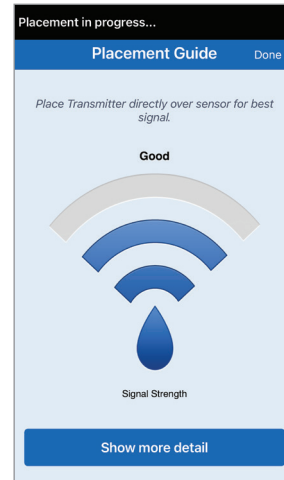 Placement in progress...
Placement Guide Done
Place Transmitter directly over sensor for best
signal.
Good
Signal Strength
Show more detail